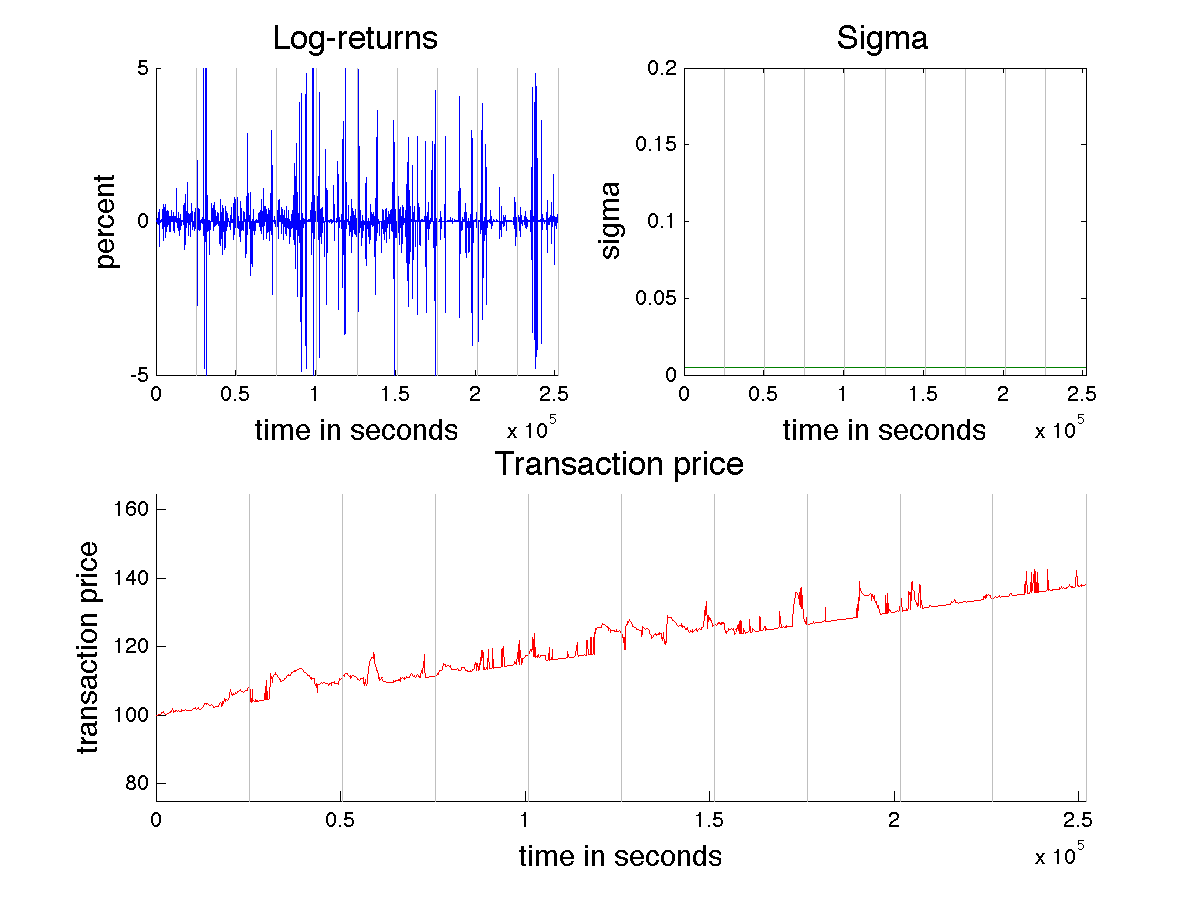 Log-returns
5
0
-5
percent
0 0.5 1 1.5 2 2.5
x 10^5
time in seconds
Sigma
0.2
0.15
0.1
0.05
0
sigma
0 0.5 1 1.5 2 2.5
x 10^5
time in seconds
Transaction price
160
140
120
100
80
transaction price
0 0.5 1 1.5 2 2.5
x 10^5
time in seconds